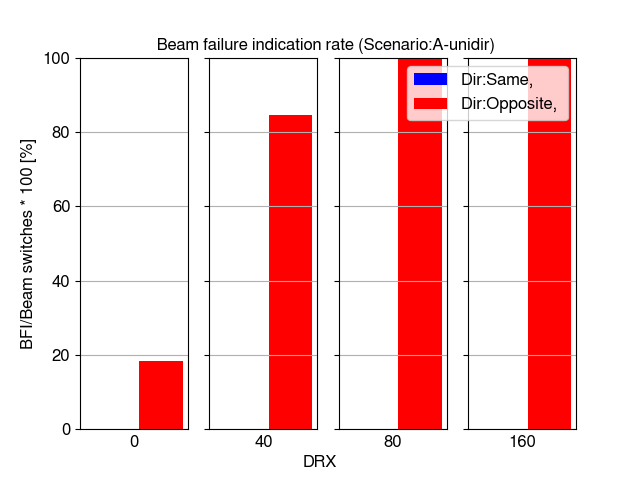 Beam failure indication rate (Scenario:A-unidir)
BFI/Beam switches * 100 [%]
100
80
60
40
20
0
Dir:Same,
Dir:Opposite,
0 40 80 160
DRX